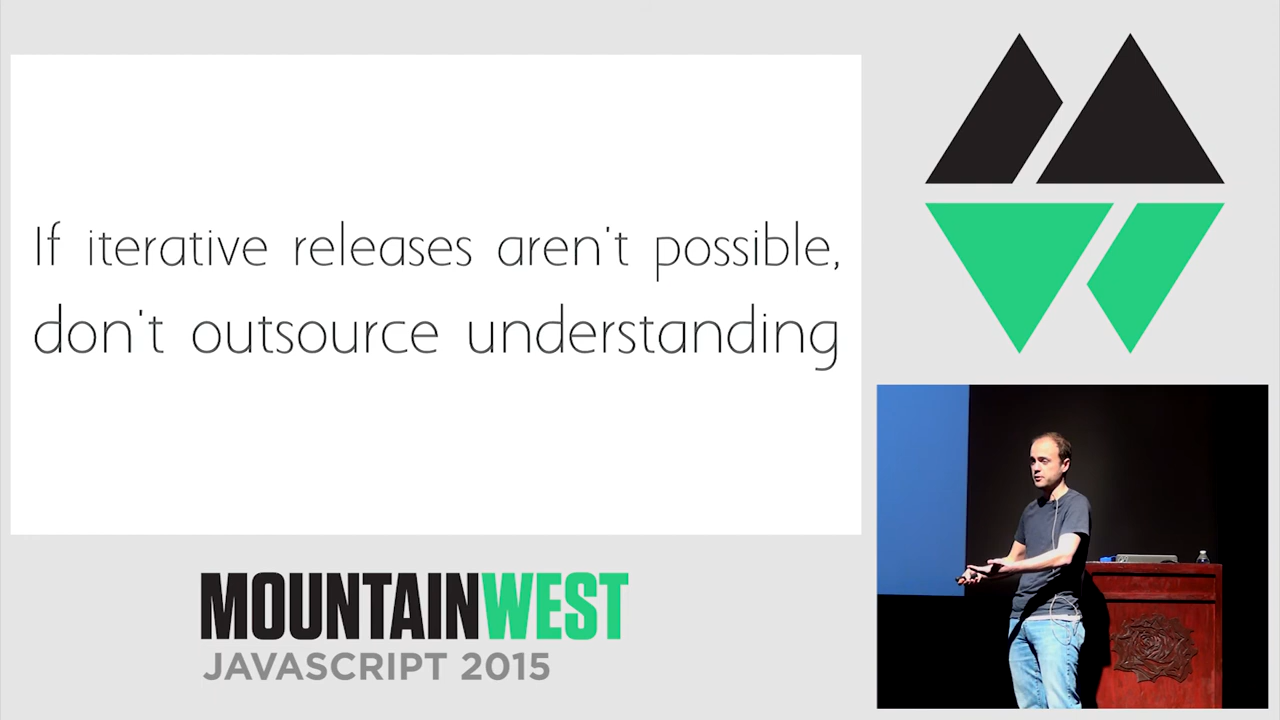 If iterative releases aren't possible,
don't outsource understanding
MOUNTAINWEST
JAVASCRIPT 2015